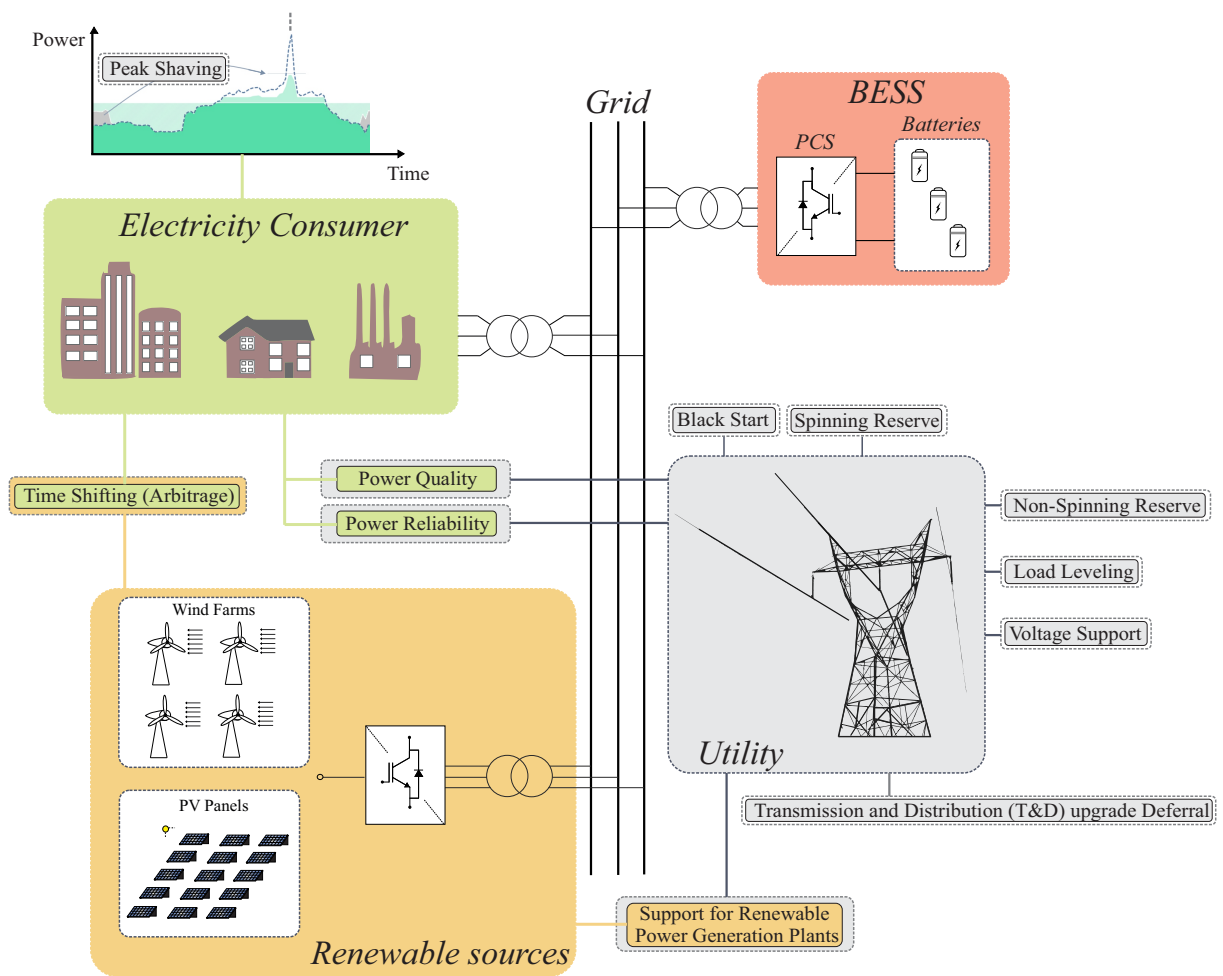 Power
Peak Shaving
Time
Grid
BESS
Batteries
PCS
Electricity Consumer
Black Start
Spinning Reserve
Power Quality
Time Shifting (Arbitrage)
Non-Spinning Reserve
Power Reliability
Load Leveling
Wind Farms
Voltage Support
Utility
PV Panels
Transmission and Distribution (T&D) upgrade Deferral
Support for Renewable
Power Generation Plants
Renewable sources